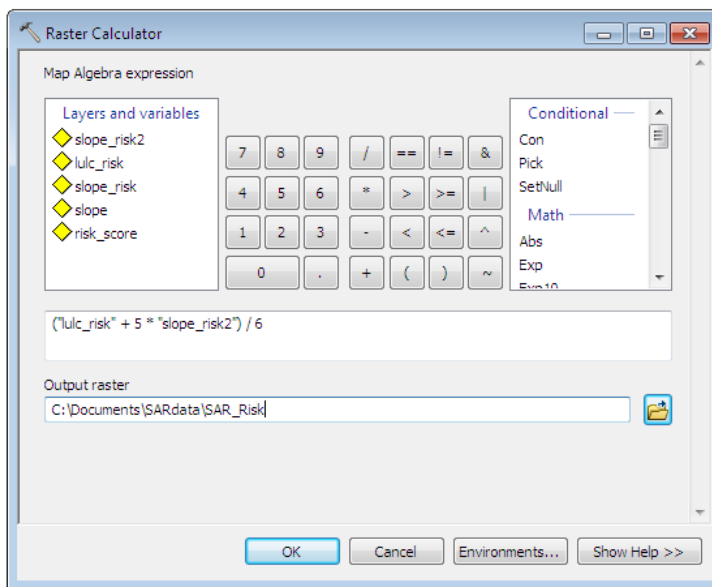 Raster Calculator
Map Algebra expression
Layers and variables
slope_risk2
lulc_risk
slope_risk
slope
risk_score
7 8 9 / == != &
4 5 6 * > >= |
1 2 3 - < <= ^
0 . + ( ) ~
Conditional
Con
Pick
SetNull
Math
Abs
Exp
Exp10
("lulc_risk" + 5 * "slope_risk2") / 6
Output raster
C:\Documents\SARdata\SAR_Risk
OK Cancel Environments... Show Help >>